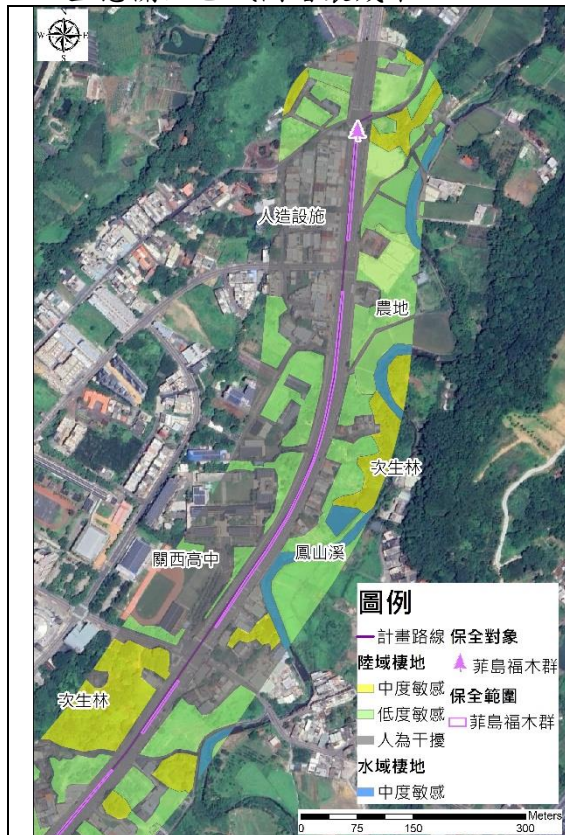 N
W E
S
人造設施
農地
次生林
鳳山溪
關西高中
次生林
圖例
計畫路線
陸域棲地
中度敏感
低度敏感
人為干擾
水域棲地
中度敏感
保全對象
菲島福木群
保全範圍
菲島福木群
Meters
0 75 150 300